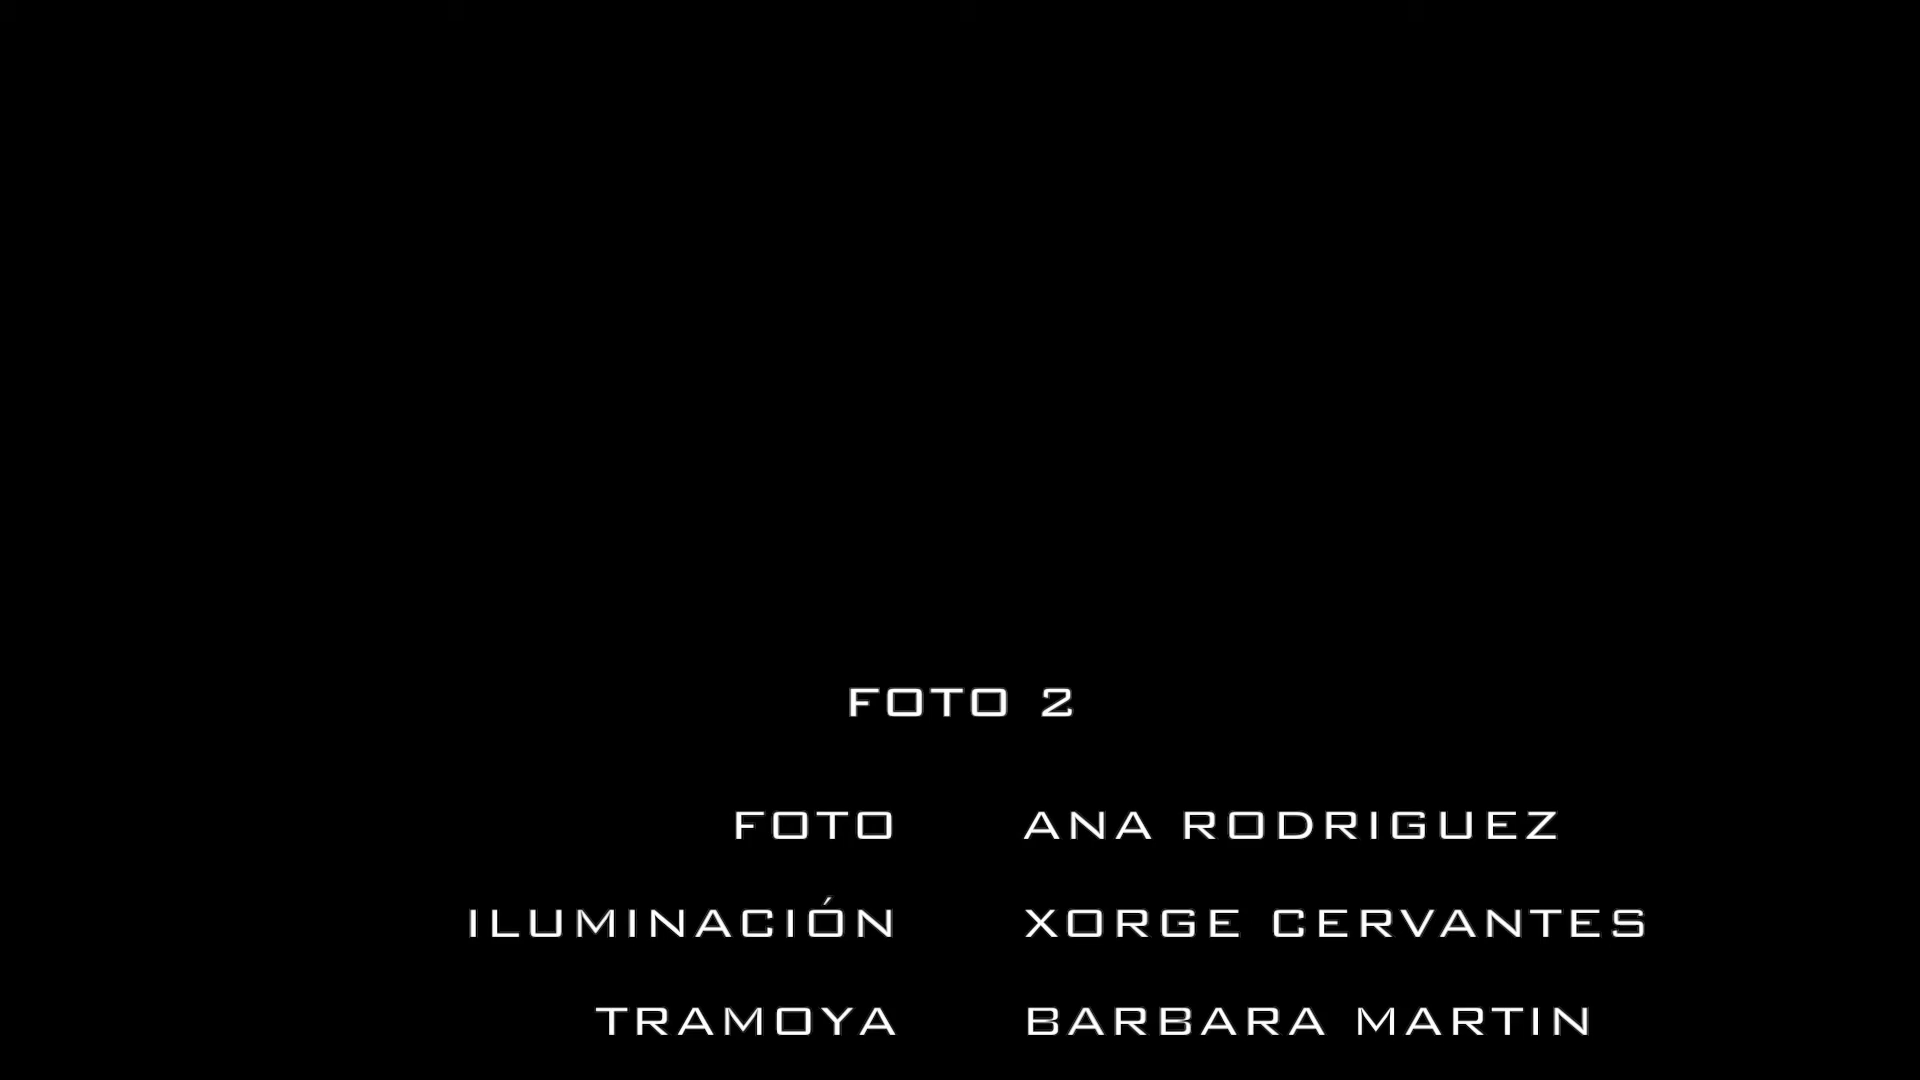 FOTO 2
FOTO ANA RODRIGUEZ
ILUMINACIÓN XORGE CERVANTES
TRAMOYA BARBARA MARTIN